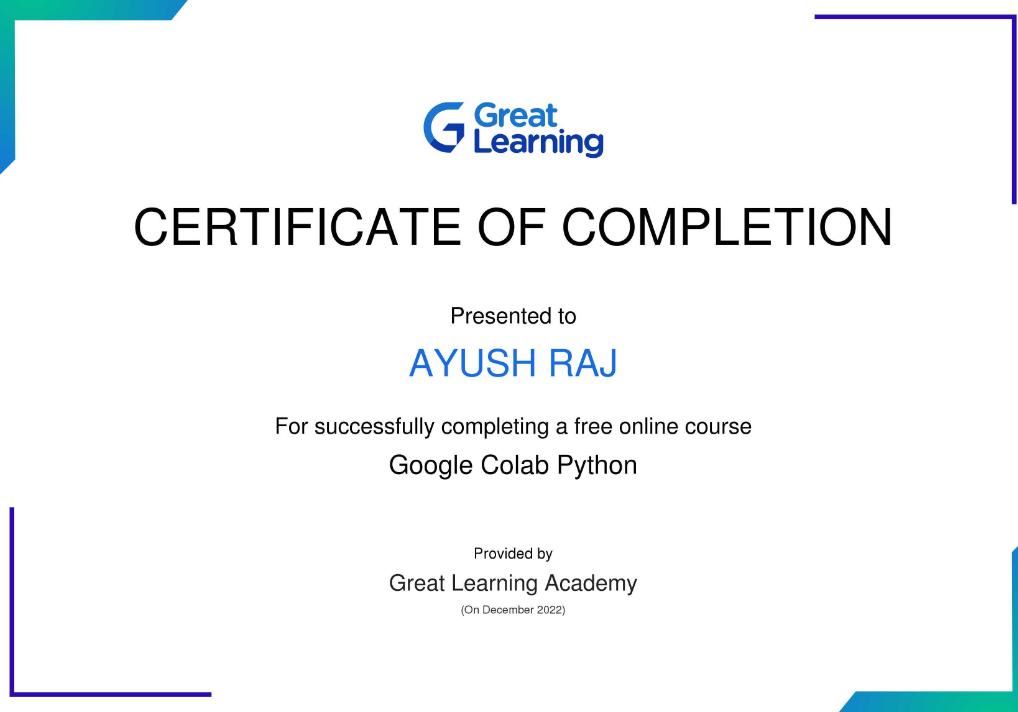 Great
Learning
CERTIFICATE OF COMPLETION
Presented to
AYUSH RAJ
For successfully completing a free online course
Google Colab Python
Provided by
Great Learning Academy
(On December 2022)